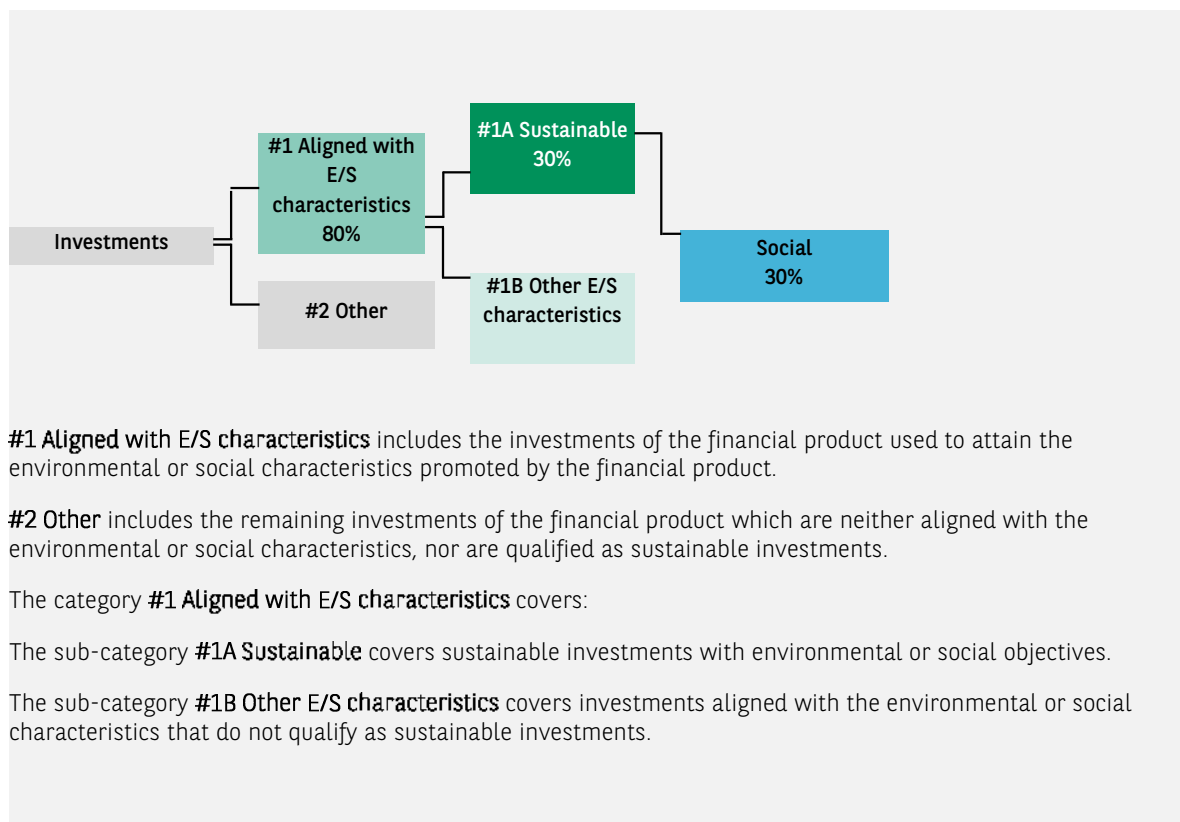 #1A Sustainable
30%
#1 Aligned with
E/S
characteristics
80%
Investments
Social
30%
#2 Other
#1B Other E/S
characteristics
#1 Aligned with E/S characteristics includes the investments of the financial product used to attain the
environmental or social characteristics promoted by the financial product.
#2 Other includes the remaining investments of the financial product which are neither aligned with the
environmental or social characteristics, nor are qualified as sustainable investments.
The category #1 Aligned with E/S characteristics covers:
The sub-category #1A Sustainable covers sustainable investments with environmental or social objectives.
The sub-category #1B Other E/S characteristics covers investments aligned with the environmental or social
characteristics that do not qualify as sustainable investments.